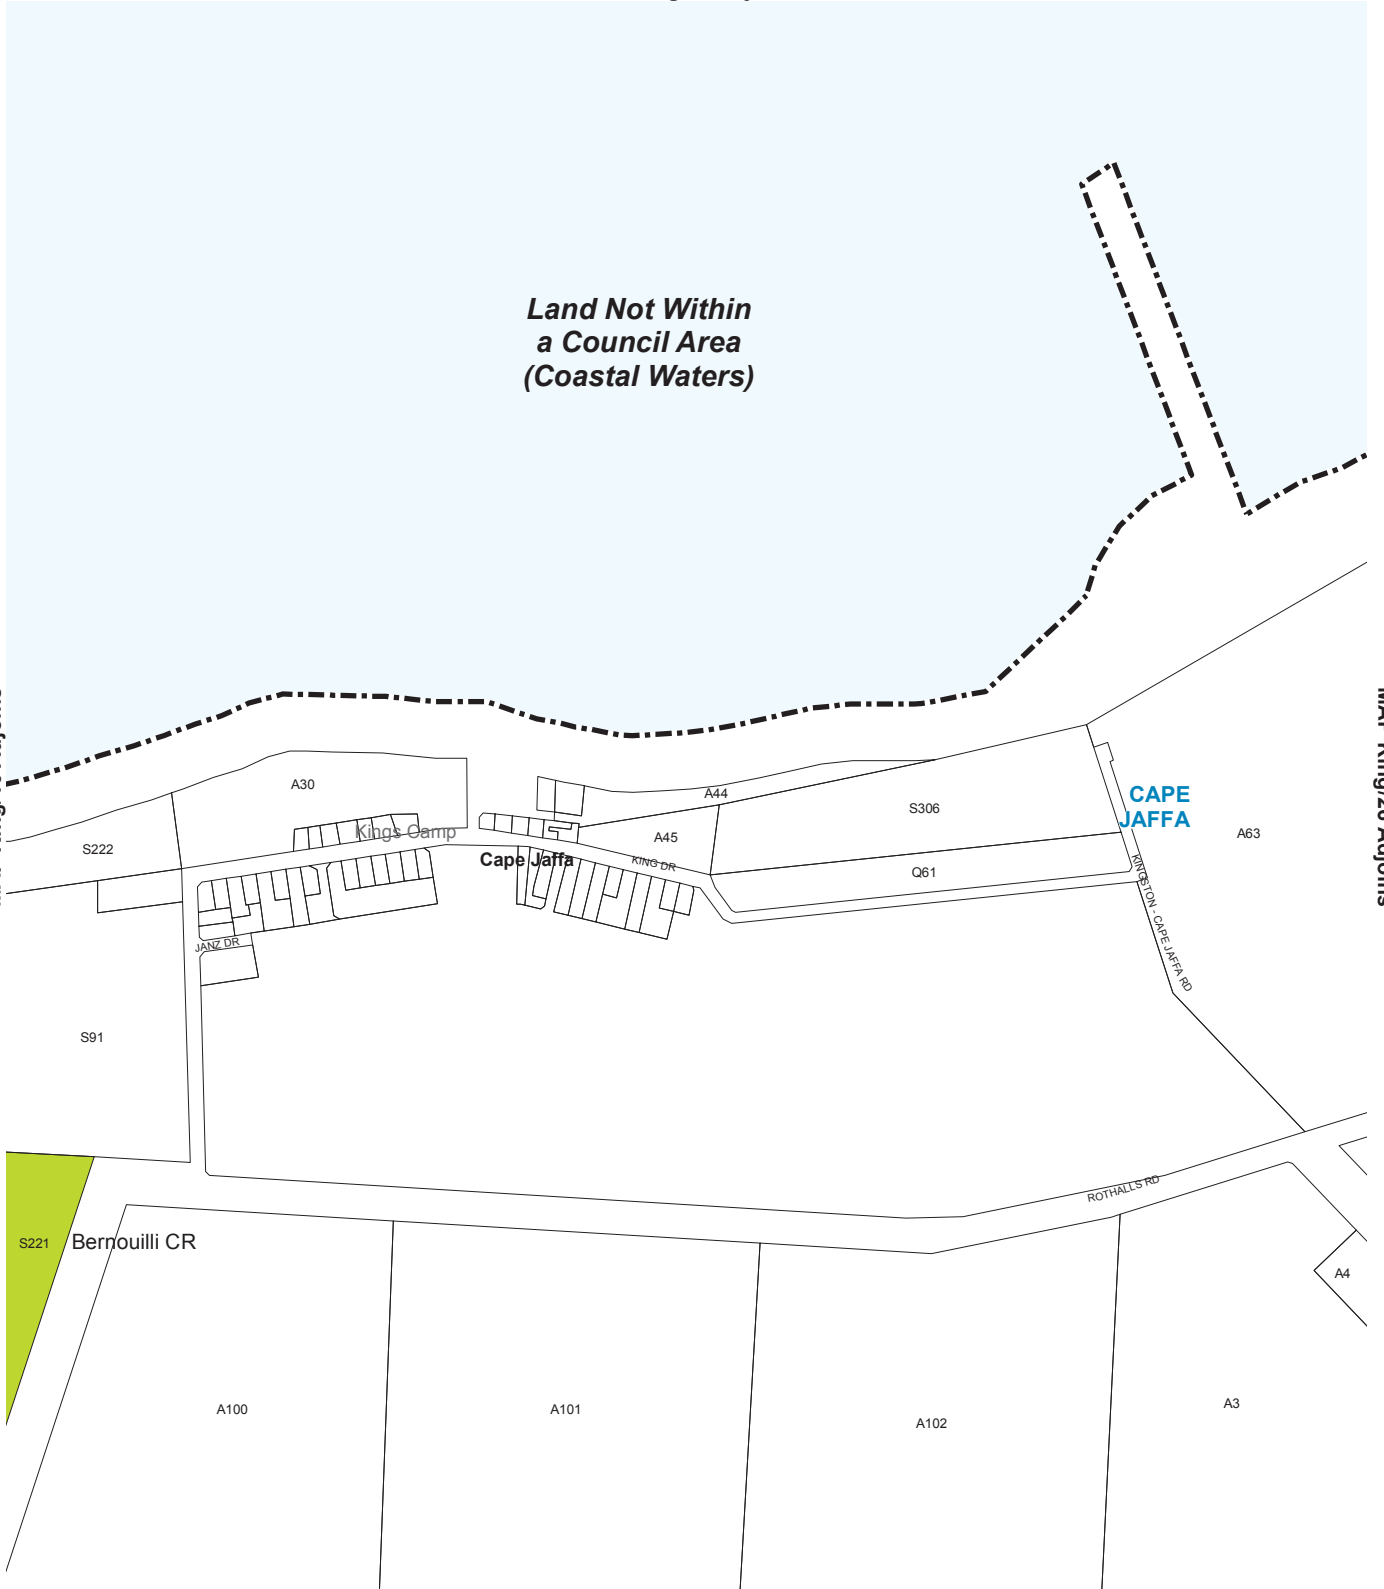 Land Not Within
a Council Area
(Coastal Waters)
A30
A44
CAPE
JAFFA
S306
Kings Camp
A45
A63
S222
Cape Jaffa
KING DR
Q61
KINGSTON - CAPE JAFFA RD
JANZ DR
S91
ROTHALLS RD
S221
Bernouilli CR
A4
A100
A101
A102
A3